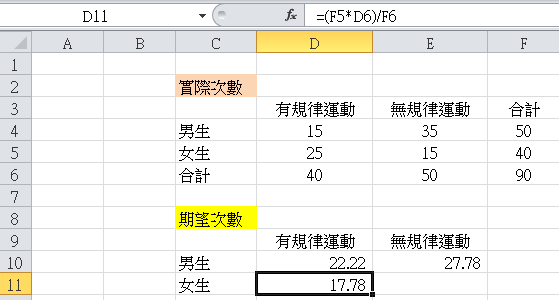 D11 fx =(F5*D6)/F6
A B C D E F
1
2 實際次數
3 有規律運動 無規律運動 合計
4 男生 15 35 50
5 女生 25 15 40
6 合計 40 50 90
7
8 期望次數
9 有規律運動 無規律運動
10 男生 22.22 27.78
11 女生 17.78